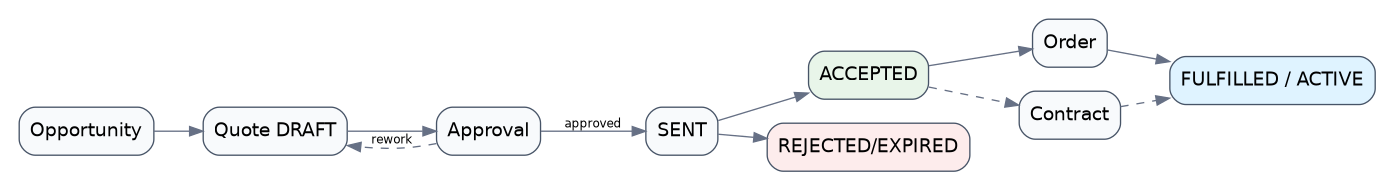 Opportunity
Quote DRAFT
rework
Approval
approved
SENT
ACCEPTED
REJECTED/EXPIRED
Order
Contract
FULFILLED / ACTIVE